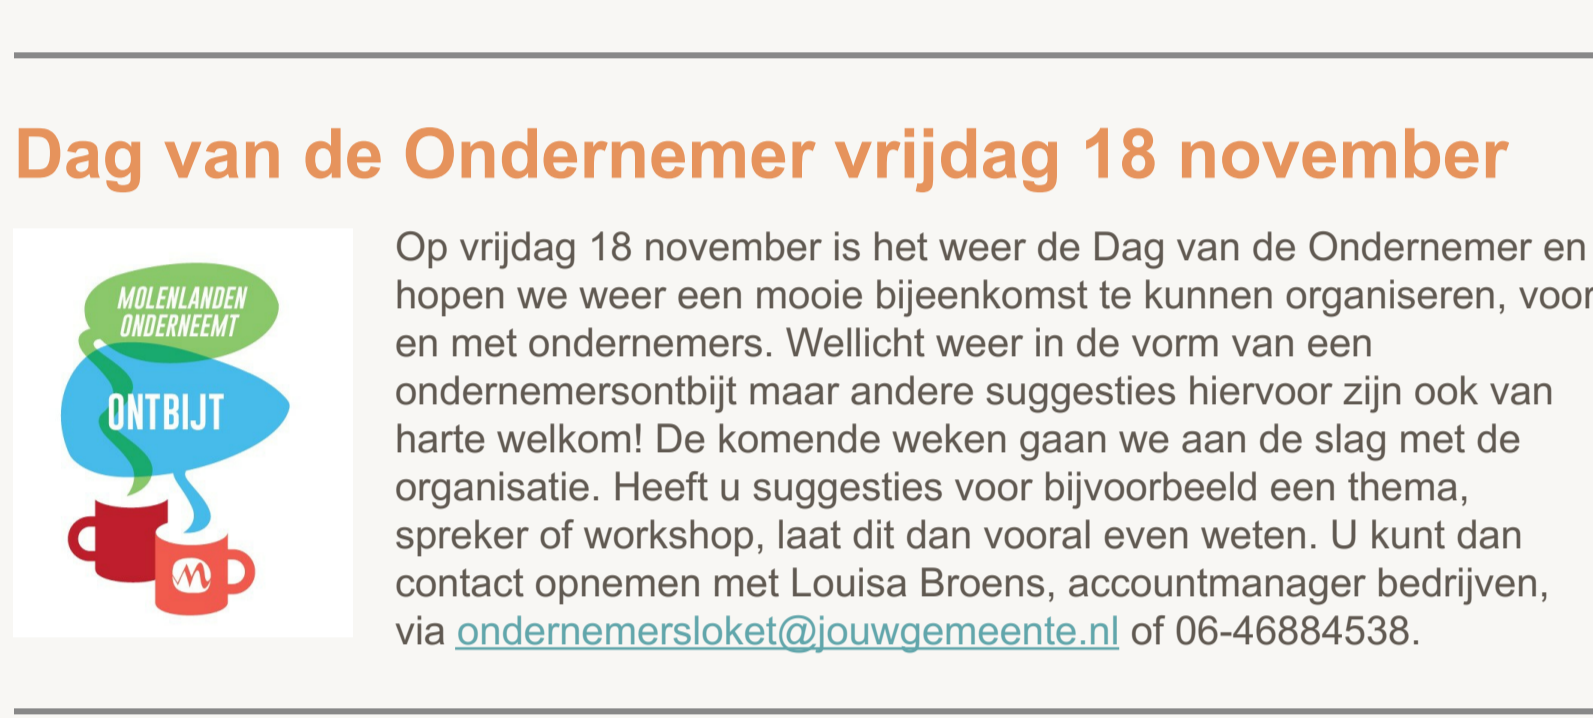 Dag van de Ondernemer vrijdag 18 november
MOLENLANDEN
ONDERNEEMT
ONTBIJT
Op vrijdag 18 november is het weer de Dag van de Ondernemer en
hopen we weer een mooie bijeenkomst te kunnen organiseren, voor
en met ondernemers. Wellicht weer in de vorm van een
ondernemersontbijt maar andere suggesties hiervoor zijn ook van
harte welkom! De komende weken gaan we aan de slag met de
organisatie. Heeft u suggesties voor bijvoorbeeld een thema,
spreker of workshop, laat dit dan vooral even weten. U kunt dan
contact opnemen met Louisa Broens, accountmanager bedrijven,
via ondernemersloket@jouwgemeente.nl of 06-46884538.